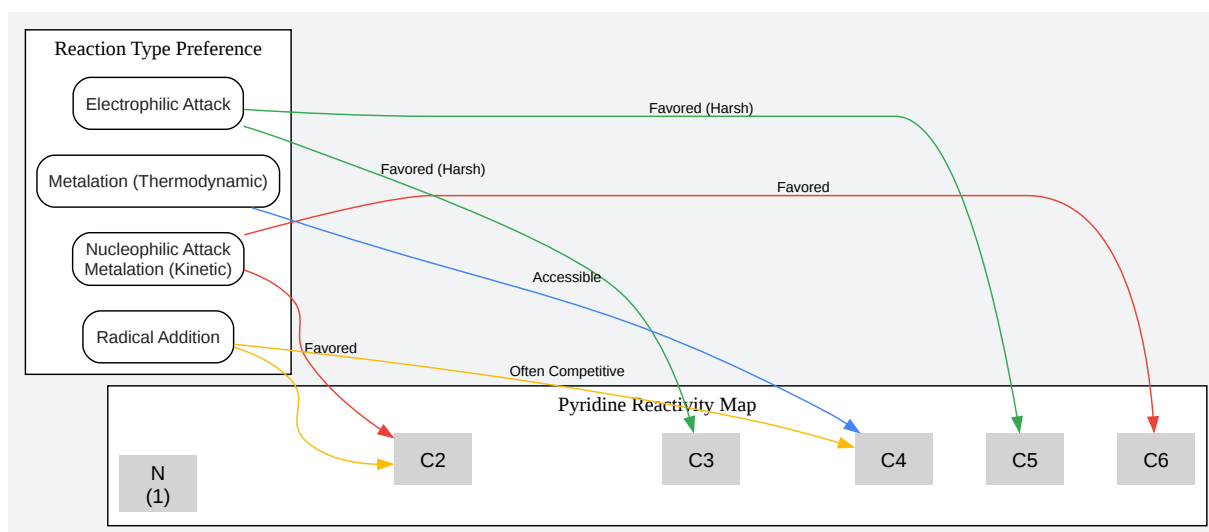 Reaction Type Preference
Electrophilic Attack
Favored (Harsh)
Favored (Harsh)
Metalation (Thermodynamic)
Favored
Nucleophilic Attack
Metalation (Kinetic)
Accessible
Radical Addition
Favored
Often Competitive
Pyridine Reactivity Map
N
(1)
C2
C3
C4
C5
C6